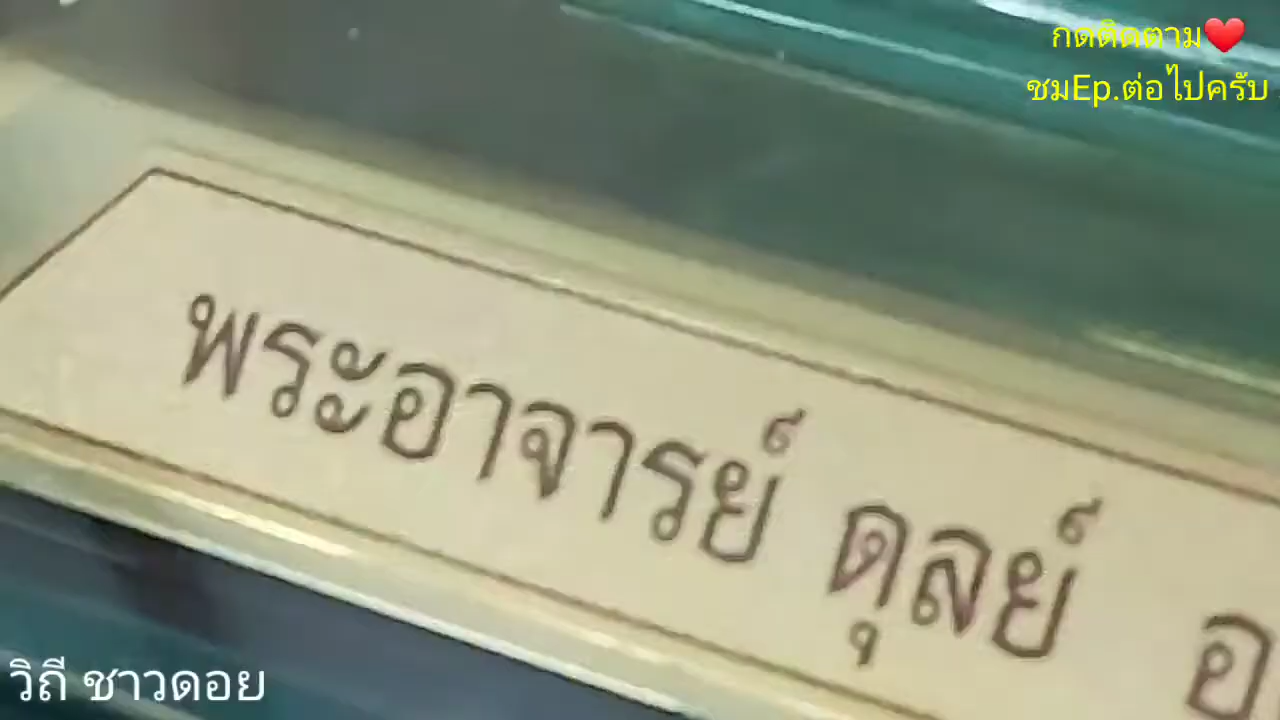 กดติดตาม❤️
ชมEp.ต่อไปครับ
พระอาจารย์ ดุลย์ อ
วิถี ชาวดอย